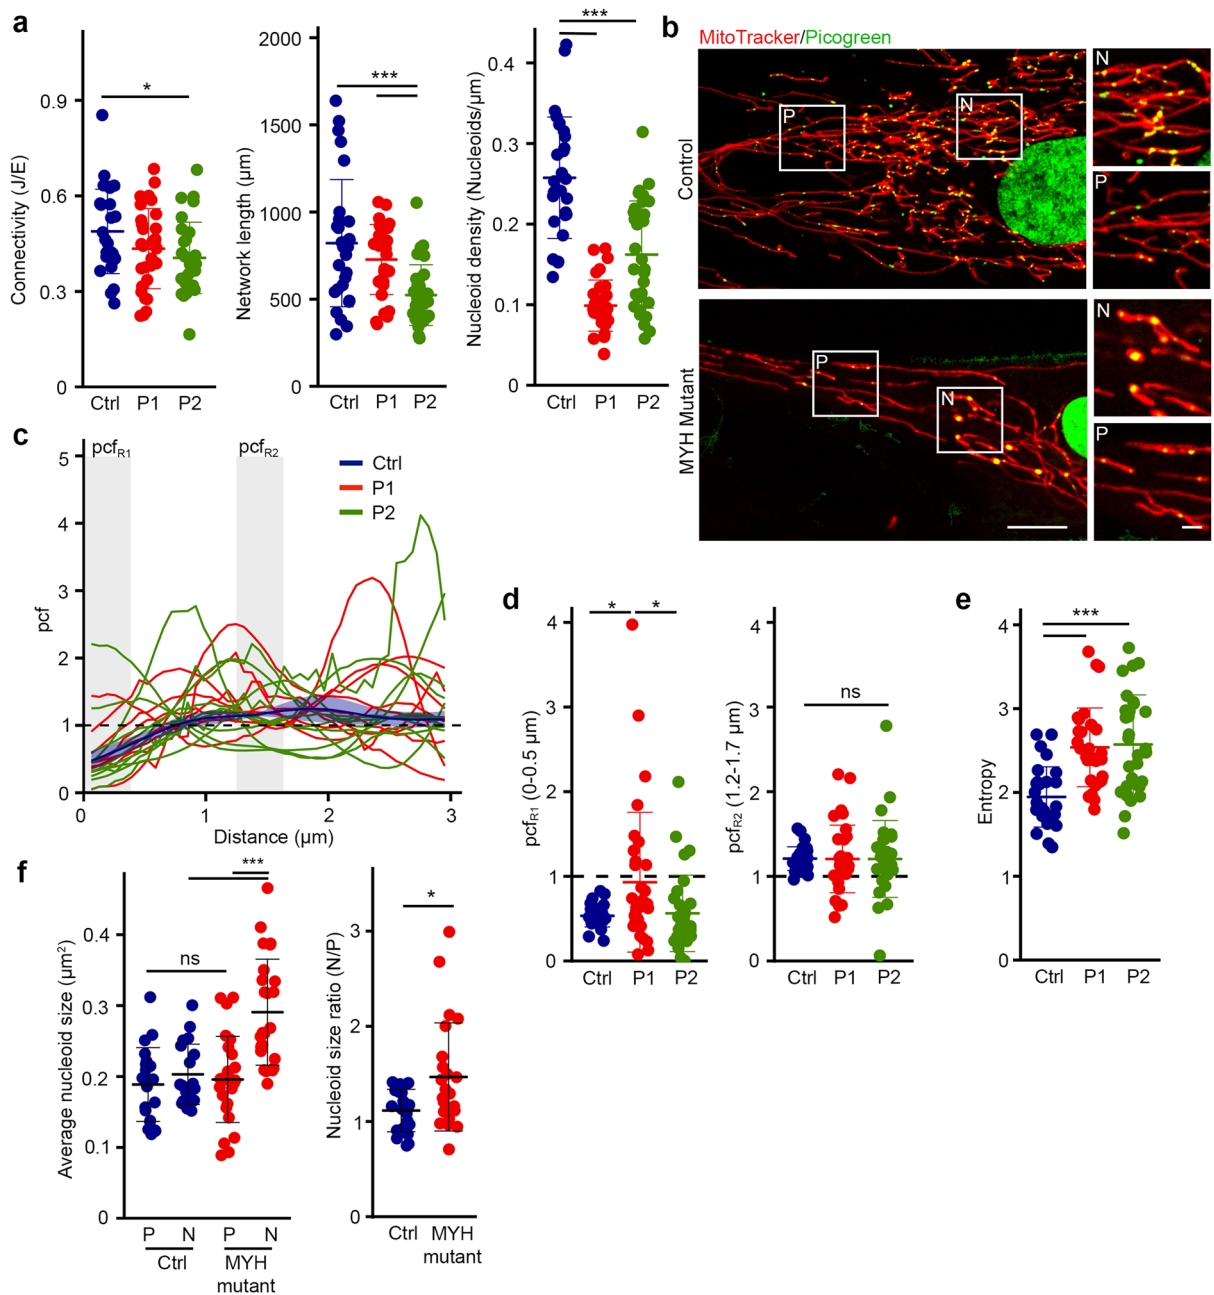 a
Connectivity (J/E)
0.9
0.6
0.3
0
*
Ctrl P1 P2
Network length (µm)
2000
1500
1000
500
0
***
Ctrl P1 P2
Nucleoid density (Nucleoids/µm)
0.4
0.3
0.2
0.1
0
***
Ctrl P1 P2
b
MitoTracker/Picogreen
Control
P
N
N
P
MYH Mutant
P
N
N
P
c
pcf
pcfR1
pcfR2
5
4
3
2
1
0
Ctrl
P1
P2
0 1 2 3
Distance (µm)
d
pcfR1 (0-0.5 µm)
4
3
2
1
0
* *
Ctrl P1 P2
pcfR2 (1.2-1.7 µm)
4
3
2
1
0
ns
Ctrl P1 P2
e
Entropy
4
3
2
1
0
***
Ctrl P1 P2
f
Average nucleoid size (µm²)
0.4
0.3
0.2
0.1
0
ns
***
P N P N
Ctrl MYH
mutant
Nucleoid size ratio (N/P)
3
2
1
0
*
Ctrl MYH
mutant